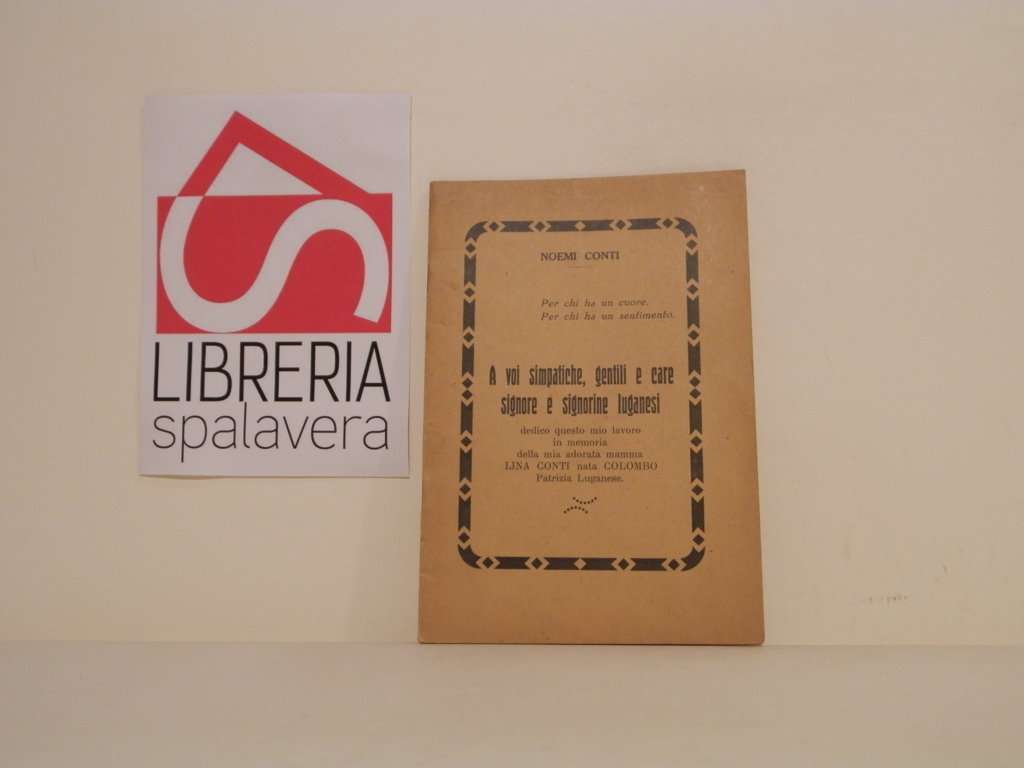 LIBRERIA
spalavera
NOEMI CONTI
Per chi ha un cuore.
Per chi ha un sentimento.
A voi simpatiche, gentili e care
signore e signorine luganesi
dedico questo mio lavoro
in memoria
della mia adorata mamma
LINA CONTI nata COLOMBO
Patrizia Luganese.